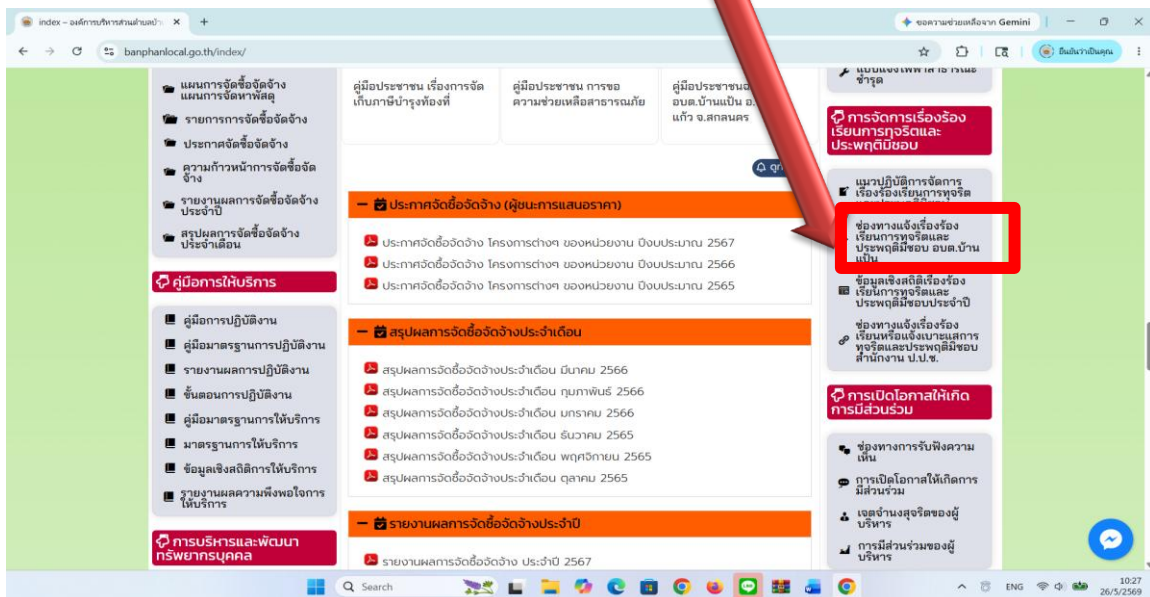 index – องค์การบริหารส่วนตำบลบ้า
ขอความช่วยเหลือจาก Gemini
banphanlocal.go.th/index/
ยืนยันว่าเป็นคุณ
แผนการจัดซื้อจัดจ้าง
แผนการจัดหาพัสดุ
รายการการจัดซื้อจัดจ้าง
ประกาศจัดซื้อจัดจ้าง
ความก้าวหน้าการจัดซื้อจัด
จ้าง
รายงานผลการจัดซื้อจัดจ้าง
ประจำปี
สรุปผลการจัดซื้อจัดจ้าง
ประจำเดือน
คู่มือการให้บริการ
คู่มือการปฏิบัติงาน
คู่มือมาตรฐานการปฏิบัติงาน
รายงานผลการปฏิบัติงาน
ขั้นตอนการปฏิบัติงาน
คู่มือมาตรฐานการให้บริการ
มาตรฐานการให้บริการ
ข้อมูลเชิงสถิติการให้บริการ
รายงานผลความพึงพอใจการ
ให้บริการ
การบริหารและพัฒนา
ทรัพยากรบุคคล
คู่มือประชาชน เรื่องการจัด
เก็บภาษีบำรุงท้องที่
คู่มือประชาชน การขอ
ความช่วยเหลือสาธารณภัย
คู่มือประชาชน
อบต.บ้านแป้น อ.
แก้ว จ.สกลนคร
ประกาศจัดซื้อจัดจ้าง (ผู้ชนะการเสนอราคา)
ประกาศจัดซื้อจัดจ้าง โครงการต่างๆ ของหน่วยงาน ปีงบประมาณ 2567
ประกาศจัดซื้อจัดจ้าง โครงการต่างๆ ของหน่วยงาน ปีงบประมาณ 2566
ประกาศจัดซื้อจัดจ้าง โครงการต่างๆ ของหน่วยงาน ปีงบประมาณ 2565
สรุปผลการจัดซื้อจัดจ้างประจำเดือน
สรุปผลการจัดซื้อจัดจ้างประจำเดือน มีนาคม 2566
สรุปผลการจัดซื้อจัดจ้างประจำเดือน กุมภาพันธ์ 2566
สรุปผลการจัดซื้อจัดจ้างประจำเดือน มกราคม 2566
สรุปผลการจัดซื้อจัดจ้างประจำเดือน ธันวาคม 2565
สรุปผลการจัดซื้อจัดจ้างประจำเดือน พฤศจิกายน 2565
สรุปผลการจัดซื้อจัดจ้างประจำเดือน ตุลาคม 2565
รายงานผลการจัดซื้อจัดจ้างประจำปี
รายงานผลการจัดซื้อจัดจ้าง ประจำปี 2567
แบบแจ้งไฟฟ้าสาธารณะ
ชำรุด
การจัดการเรื่องร้อง
เรียนการทุจริตและ
ประพฤติมิชอบ
แนวปฏิบัติการจัดการ
เรื่องร้องเรียนการทุจริต
ช่องทางแจ้งเรื่องร้อง
เรียนการทุจริตและ
ประพฤติมิชอบ อบต.บ้าน
แป้น
ข้อมูลเชิงสถิติเรื่องร้อง
เรียนการทุจริตและ
ประพฤติมิชอบประจำปี
ช่องทางแจ้งเรื่องร้อง
เรียนหรือแจ้งเบาะแสการ
ทุจริตและประพฤติมิชอบ
สำนักงาน ป.ป.ช.
การเปิดโอกาสให้เกิด
การมีส่วนร่วม
ช่องทางการรับฟังความ
เห็น
การเปิดโอกาสให้เกิดการ
มีส่วนร่วม
เจตจำนงสุจริตของผู้
บริหาร
การมีส่วนร่วมของผู้
บริหาร
Search
ENG
10:27
26/5/2569